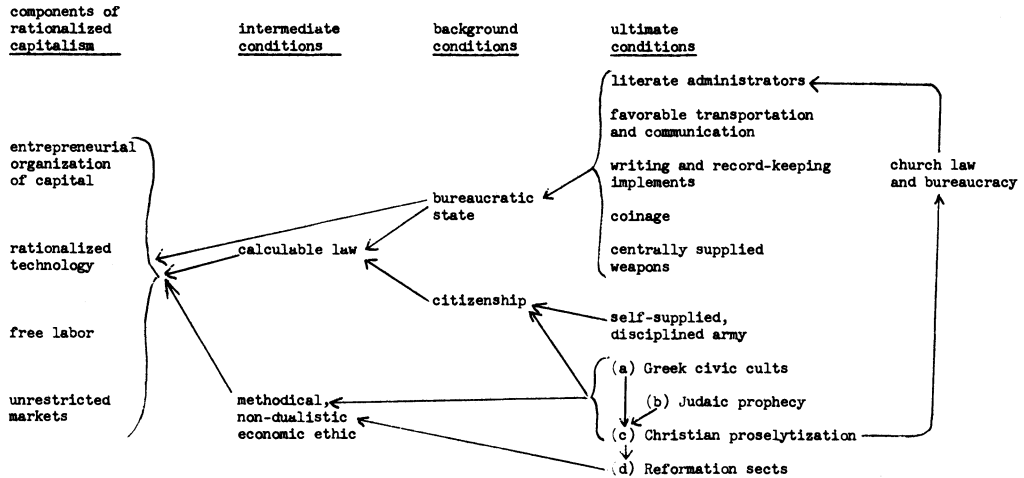 components of
rationalized
capitalism
intermediate
conditions
background
conditions
ultimate
conditions
literate administrators
favorable transportation
and communication
entrepreneurial
organization
of capital
writing and record-keeping
implements
church law
and bureaucracy
bureaucratic
state
coinage
rationalized
technology
calculable law
centrally supplied
weapons
citizenship
self-supplied,
disciplined army
free labor
(a) Greek civic cults
unrestricted
markets
methodical,
non-dualistic
economic ethic
(b) Judaic prophecy
(c) Christian proselytization
(d) Reformation sects